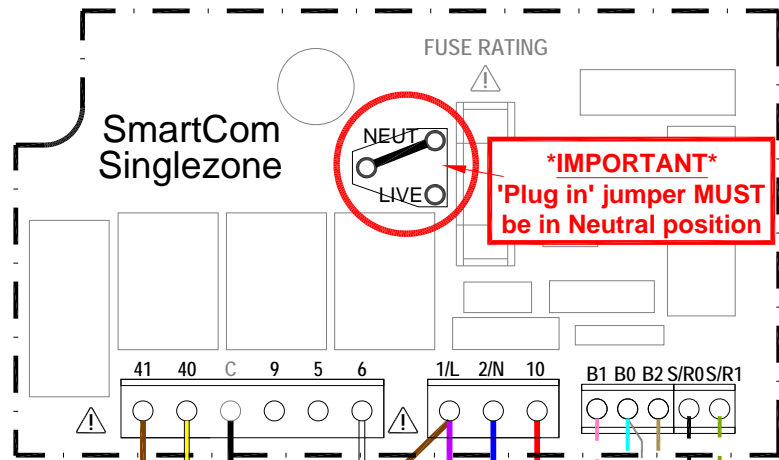 FUSE RATING
SmartCom
Singlezone
NEUT
LIVE
*IMPORTANT*
'Plug in' jumper MUST
be in Neutral position
41 40 C 9 5 6 1/L 2/N 10 B1 B0 B2 S/R0 S/R1